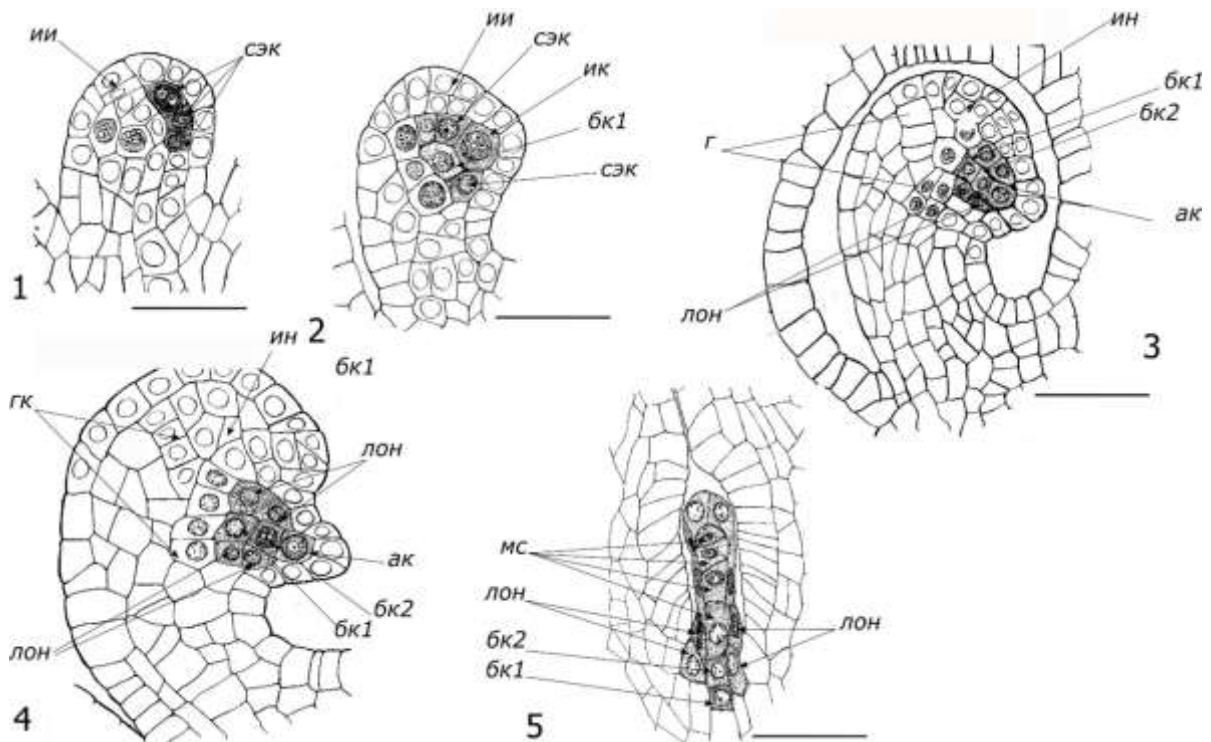 ии
сэк
1
ии
сэк
ик
бк1
сэк
2
ин
бк1
бк2
г
ак
лон
3
ин
бк1
гк
лон
ак
бк2
бк1
лон
4
мс
лон
лон
бк2
бк1
5